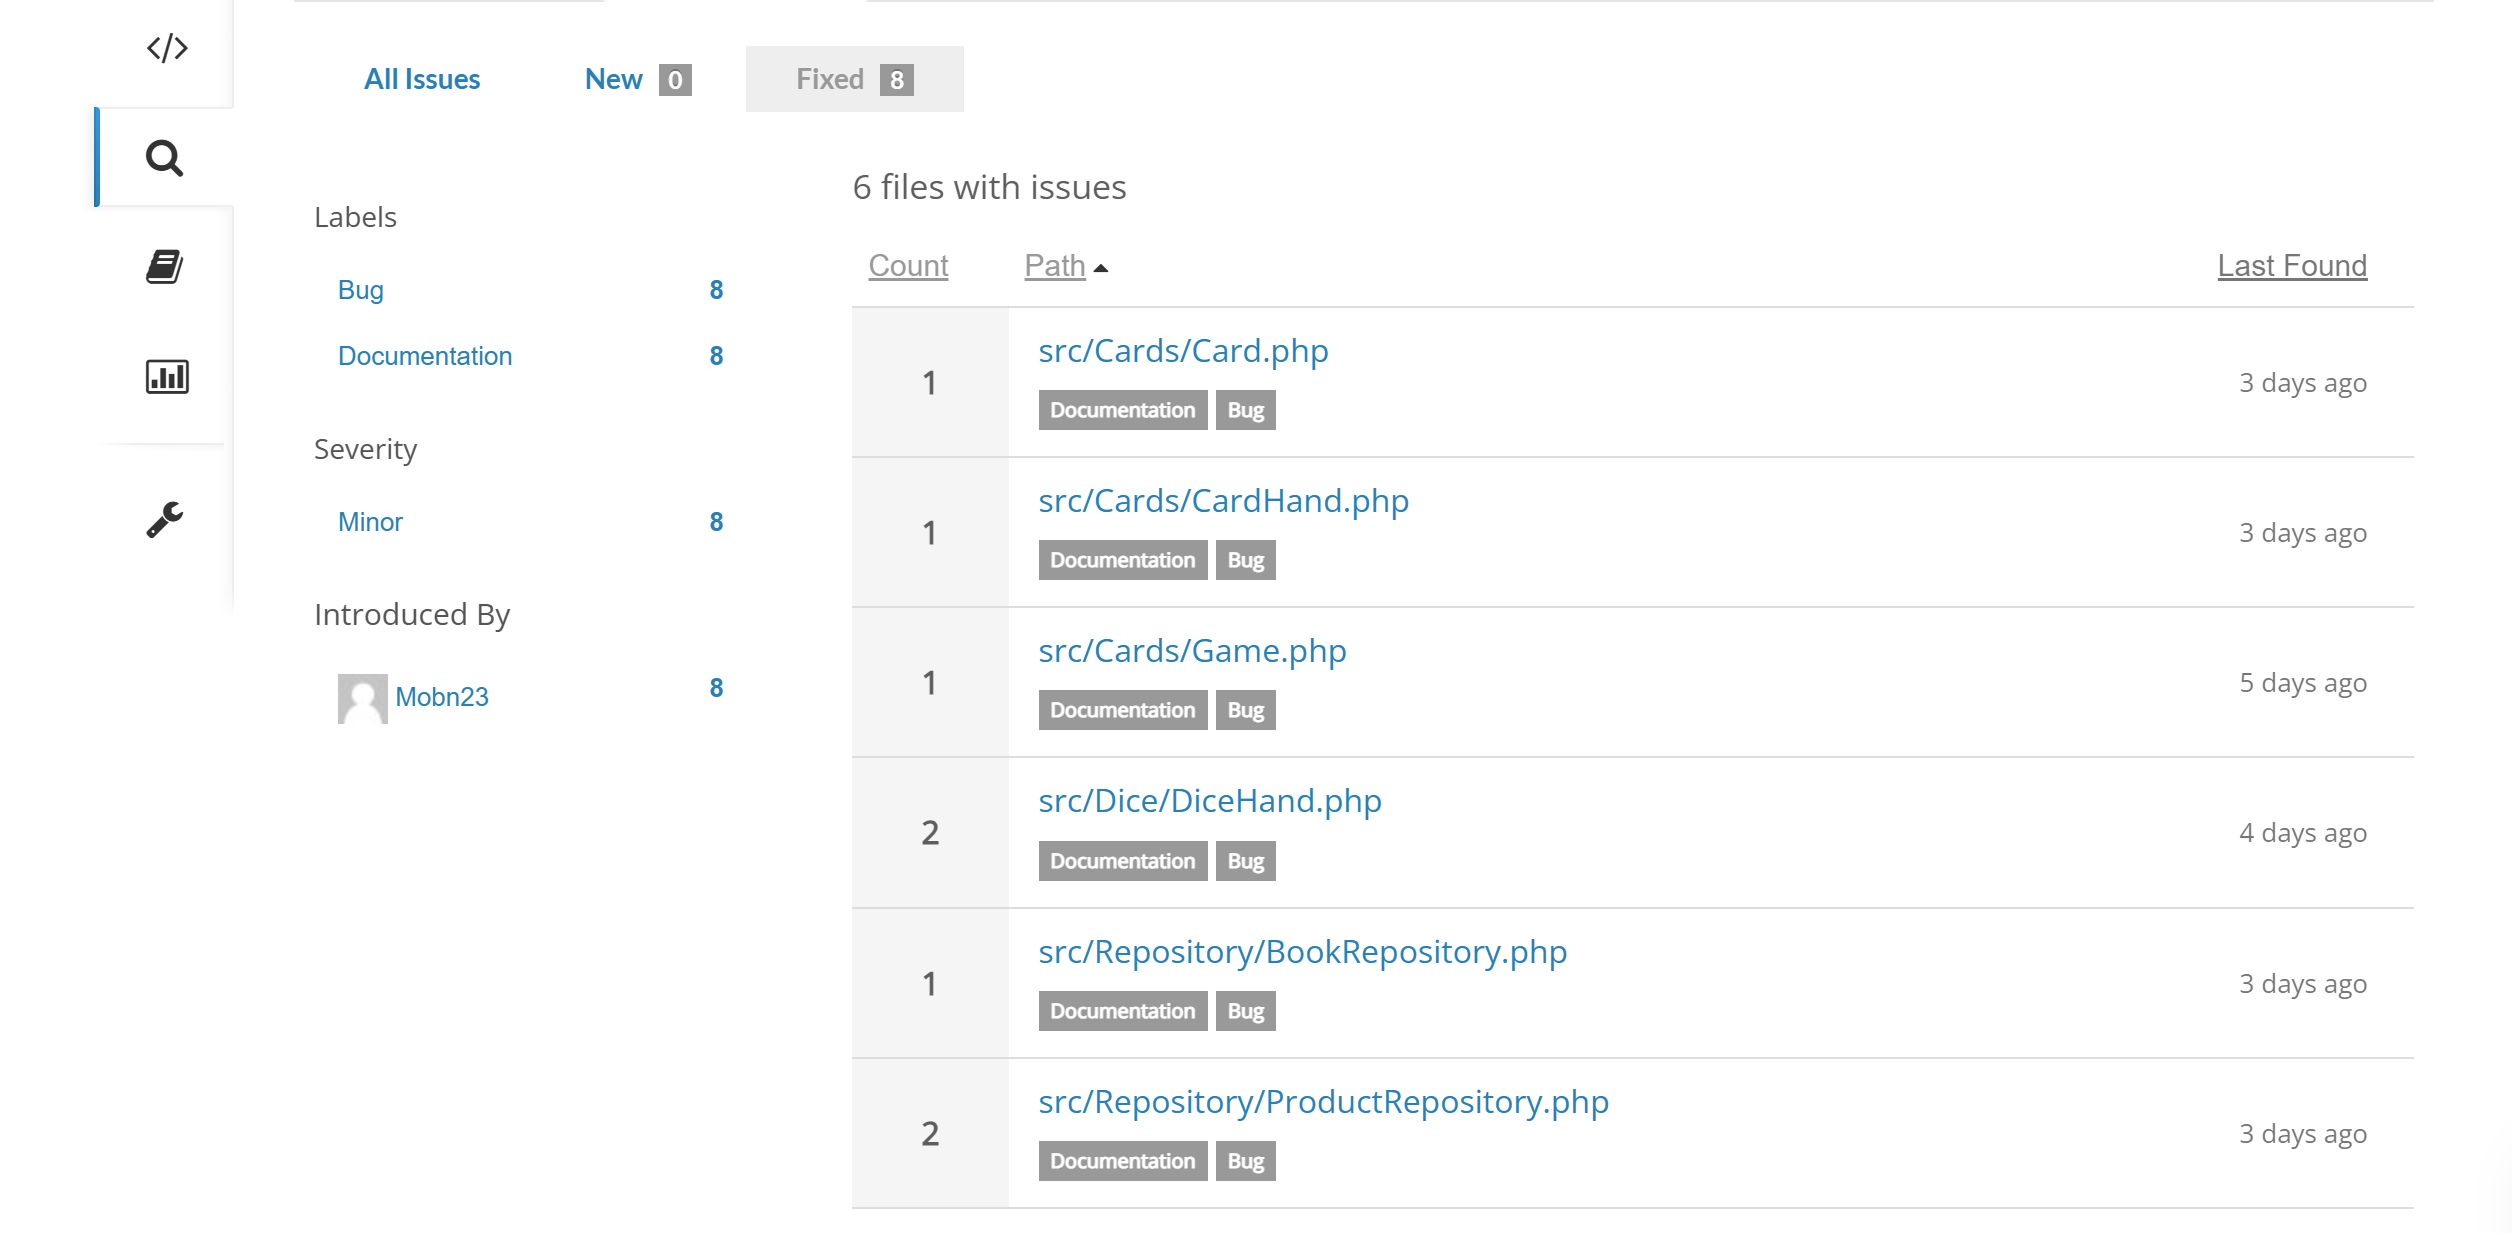 All Issues New 0 Fixed 8
Labels
Bug 8
Documentation 8
Severity
Minor 8
Introduced By
Mobn23 8
6 files with issues
Count Path Last Found
1 src/Cards/Card.php 3 days ago
Documentation Bug
1 src/Cards/CardHand.php 3 days ago
Documentation Bug
1 src/Cards/Game.php 5 days ago
Documentation Bug
2 src/Dice/DiceHand.php 4 days ago
Documentation Bug
1 src/Repository/BookRepository.php 3 days ago
Documentation Bug
2 src/Repository/ProductRepository.php 3 days ago
Documentation Bug